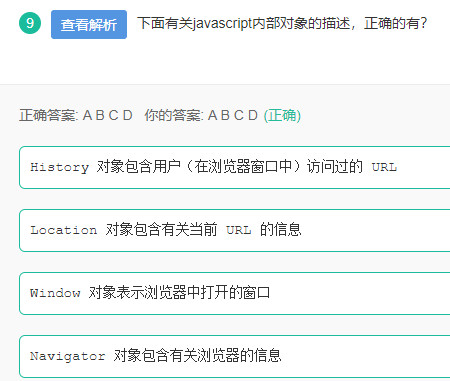 9 查看解析 下面有关javascript内部对象的描述，正确的有？
正确答案: A B C D 你的答案: A B C D (正确)
History 对象包含用户（在浏览器窗口中）访问过的 URL
Location 对象包含有关当前 URL 的信息
Window 对象表示浏览器中打开的窗口
Navigator 对象包含有关浏览器的信息